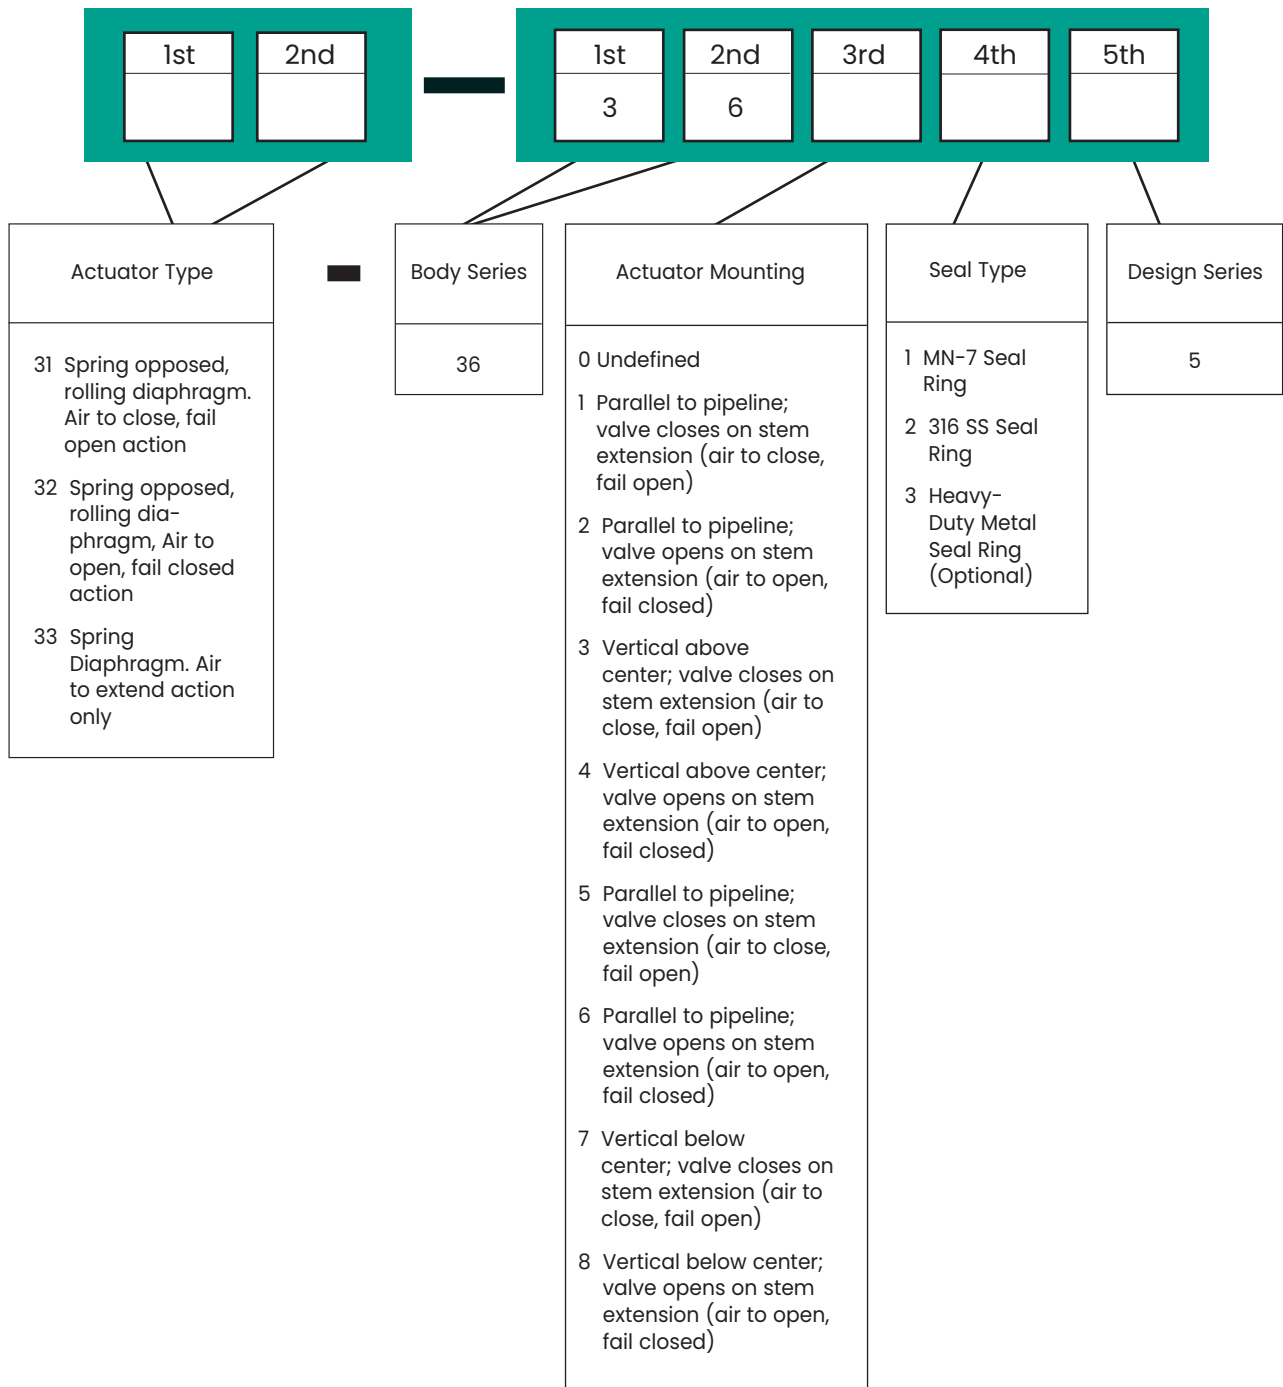 1st 2nd 1st 2nd 3rd 4th 5th
3 6
Actuator Type
31 Spring opposed,
rolling diaphragm.
Air to close, fail
open action
32 Spring opposed,
rolling dia-
phragm, Air to
open, fail closed
action
33 Spring
Diaphragm. Air
to extend action
only
Body Series
36
Actuator Mounting
0 Undefined
1 Parallel to pipeline;
valve closes on stem
extension (air to close,
fail open)
2 Parallel to pipeline;
valve opens on stem
extension (air to open,
fail closed)
3 Vertical above
center; valve closes on
stem extension (air to
close, fail open)
4 Vertical above center;
valve opens on stem
extension (air to open,
fail closed)
5 Parallel to pipeline;
valve closes on stem
extension (air to close,
fail open)
6 Parallel to pipeline;
valve opens on stem
extension (air to open,
fail closed)
7 Vertical below
center; valve closes on
stem extension (air to
close, fail open)
8 Vertical below center;
valve opens on stem
extension (air to open,
fail closed)
Seal Type
1 MN-7 Seal
Ring
2 316 SS Seal
Ring
3 Heavy-
Duty Metal
Seal Ring
(Optional)
Design Series
5